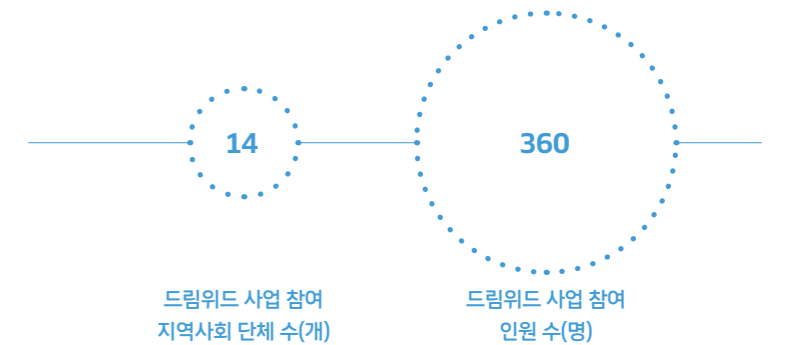 14
360
드림위드 사업 참여
지역사회 단체 수(개)
드림위드 사업 참여
인원 수(명)